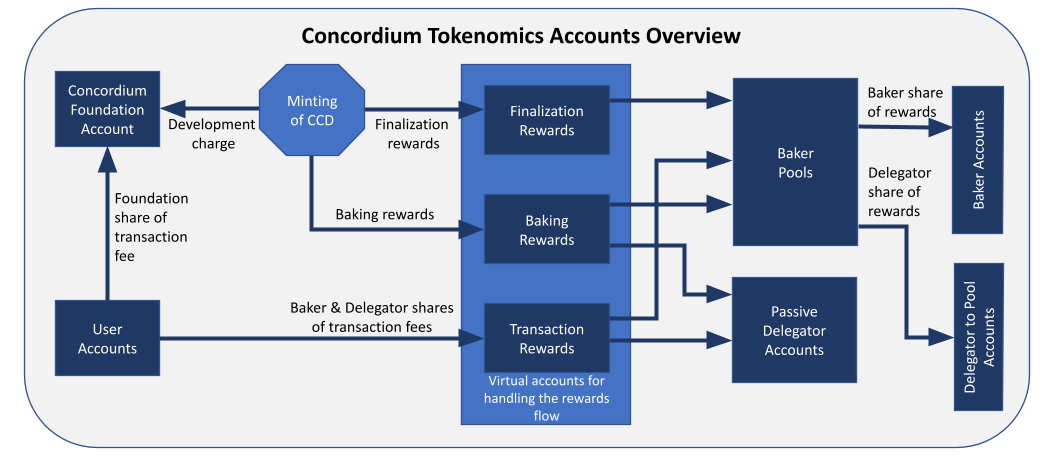 Concordium Tokenomics Accounts Overview
Concordium
Foundation
Account
Development
charge
Minting
of CCD
Finalization
rewards
Finalization
Rewards
Baker
Pools
Baker share
of rewards
Baker Accounts
Delegator
share of
rewards
Foundation
share of
transaction
fee
Baking rewards
Baking
Rewards
User
Accounts
Baker & Delegator shares
of transaction fees
Transaction
Rewards
Passive
Delegator
Accounts
Delegator to Pool
Accounts
Virtual accounts for
handling the rewards
flow